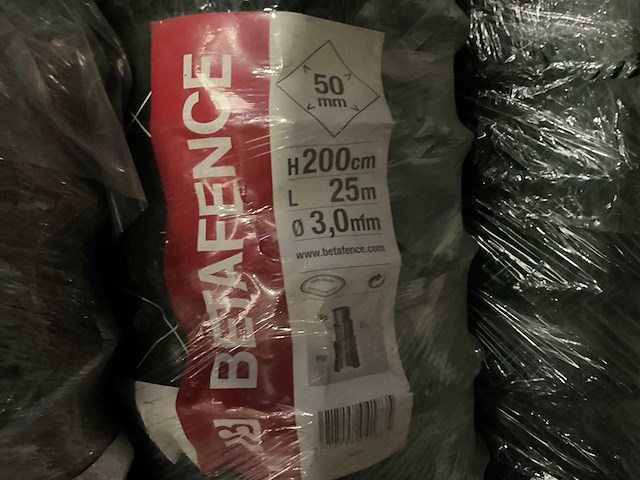 BETAFENCE
50
mm
H 200cm
L 25m
Ø 3,0mm
www.betafence.com